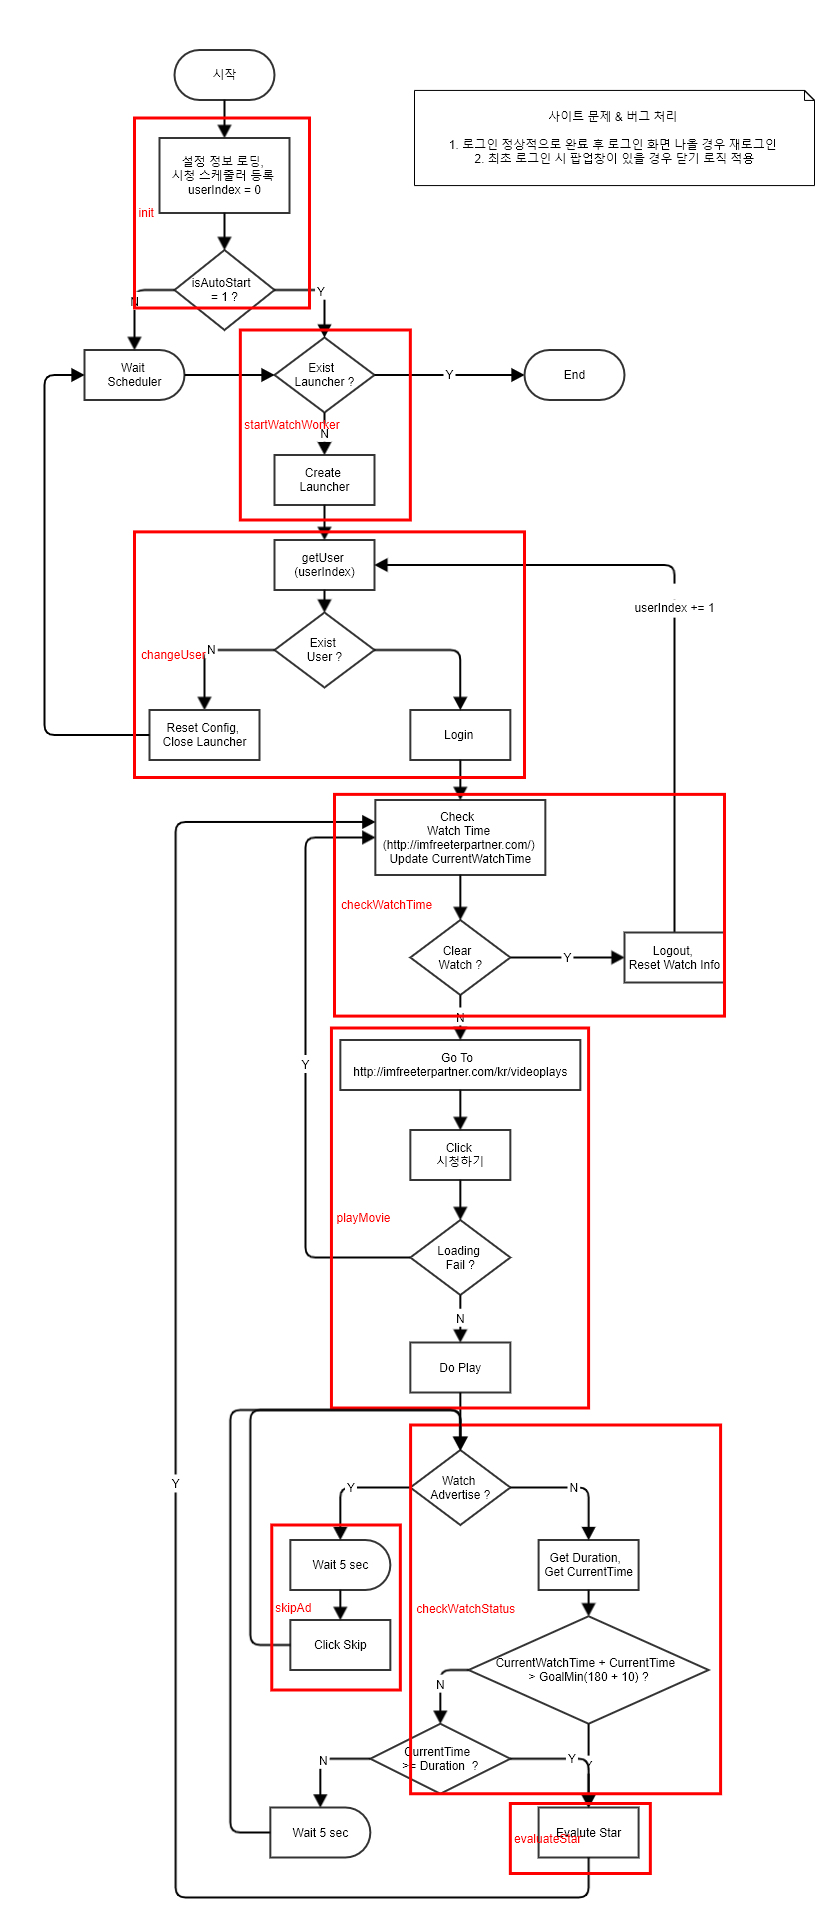 시작
사이트 문제 & 버그 처리
1. 로그인 정상적으로 완료 후 로그인 화면 나올 경우 재로그인
2. 최초 로그인 시 팝업창이 있을 경우 닫기 로직 적용
설정 정보 로딩,
시청 스케줄러 등록
userIndex = 0
init
isAutoStart
= 1 ?
N
Y
Wait
Scheduler
Exist
Launcher ?
Y
End
startWatchWorker
N
Create
Launcher
getUser
(userIndex)
userIndex += 1
Exist
User ?
changeUser
N
Reset Config,
Close Launcher
Login
Check
Watch Time
(http://imfreeterpartner.com/)
Update CurrentWatchTime
checkWatchTime
Clear
Watch ?
Y
Logout,
Reset Watch Info
N
Go To
http://imfreeterpartner.com/kr/videoplays
Y
Click
시청하기
playMovie
Loading
Fail ?
N
Do Play
Y
Watch
Advertise ?
Y
N
Wait 5 sec
Get Duration,
Get CurrentTime
skipAd
checkWatchStatus
Click Skip
CurrentWatchTime + CurrentTime
> GoalMin(180 + 10) ?
N
CurrentTime
>= Duration ?
N
Y
Y
Wait 5 sec
Evalute Star
evaluateStar